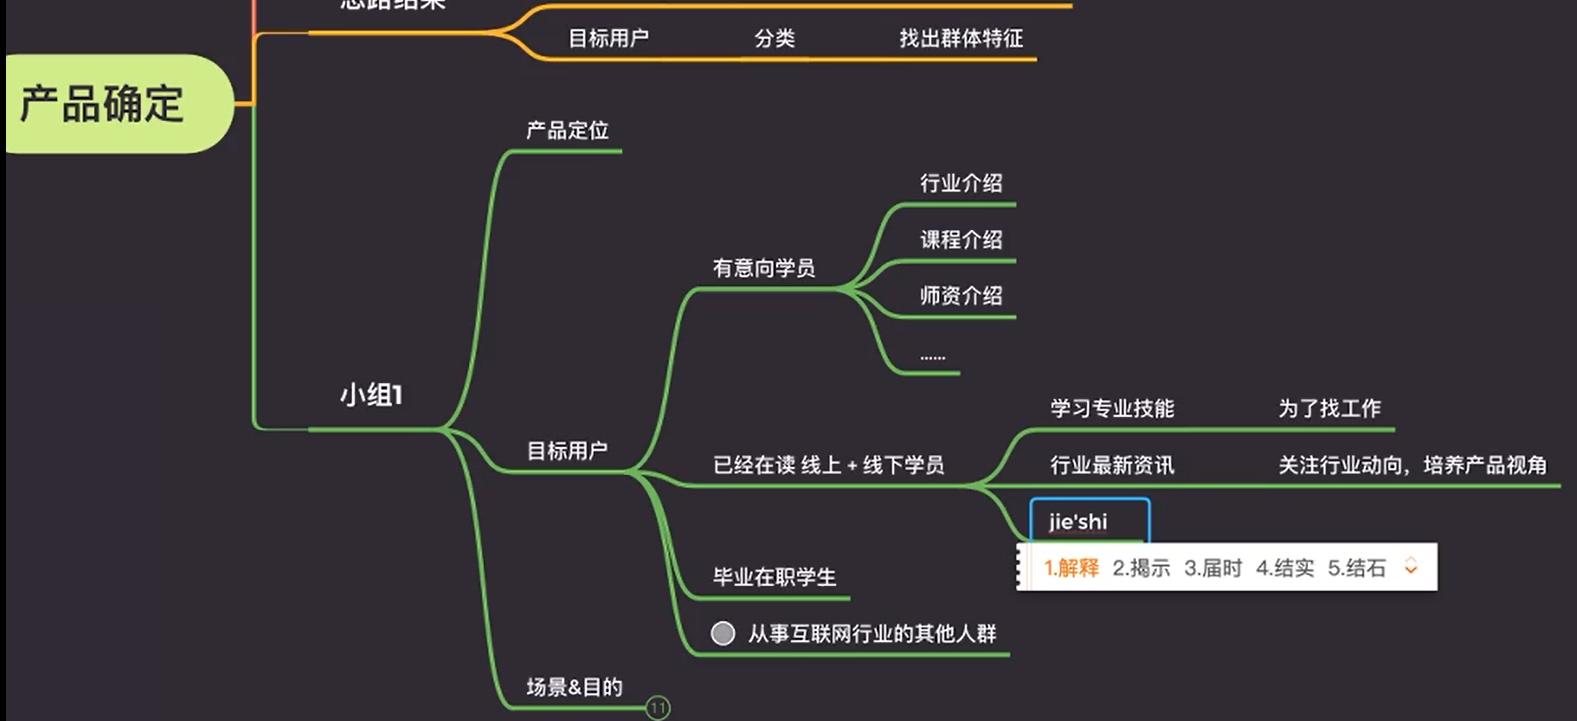 思路结果
目标用户 分类 找出群体特征
产品确定
产品定位
行业介绍
课程介绍
有意向学员
师资介绍
......
小组1
学习专业技能 为了找工作
目标用户
已经在读 线上 + 线下学员
行业最新资讯 关注行业动向，培养产品视角
jie'shi
1.解释 2.揭示 3.届时 4.结实 5.结石
毕业在职学生
从事互联网行业的其他人群
场景&目的
11